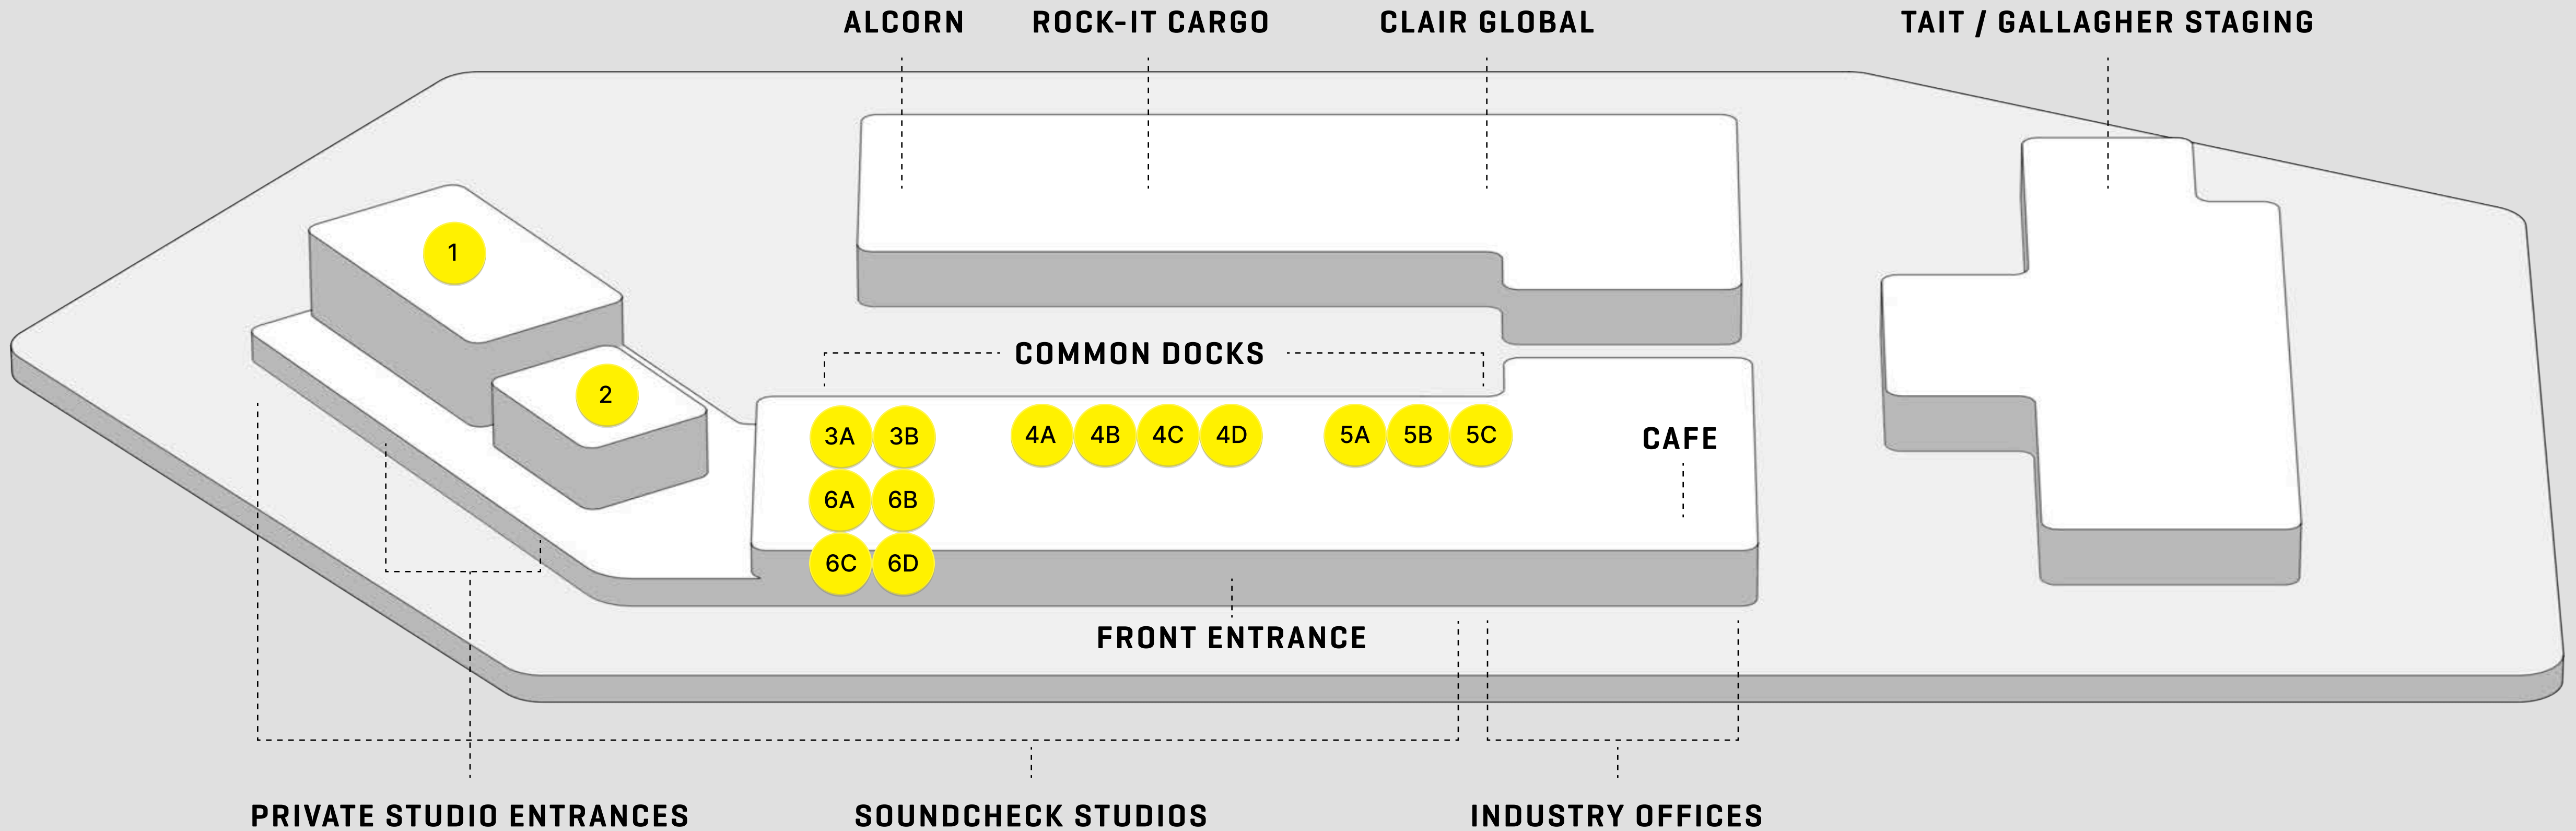 ALCORN
ROCK-IT CARGO
CLAIR GLOBAL
TAIT / GALLAGHER STAGING
1
2
COMMON DOCKS
3A 3B
4A 4B 4C 4D
5A 5B 5C
CAFE
6A 6B
6C 6D
FRONT ENTRANCE
PRIVATE STUDIO ENTRANCES
SOUNDCHECK STUDIOS
INDUSTRY OFFICES